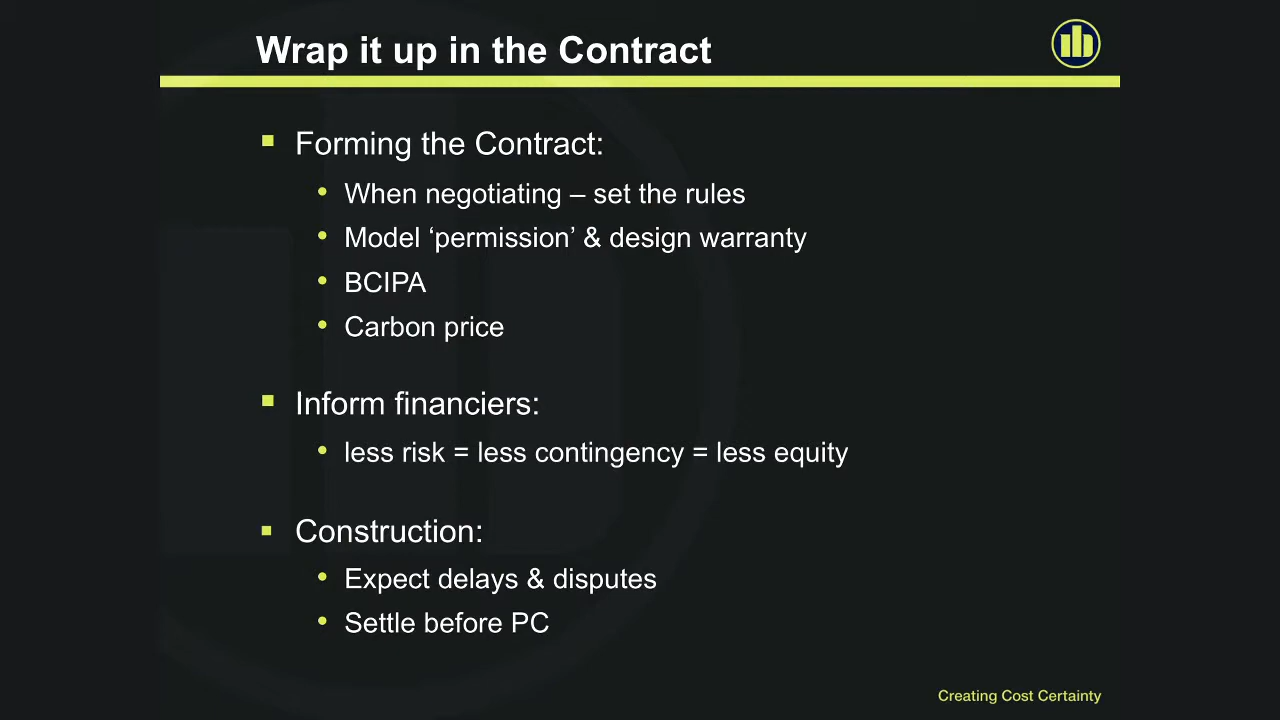 Wrap it up in the Contract
Forming the Contract:
When negotiating – set the rules
Model ‘permission’ & design warranty
BCIPA
Carbon price
Inform financiers:
less risk = less contingency = less equity
Construction:
Expect delays & disputes
Settle before PC
Creating Cost Certainty